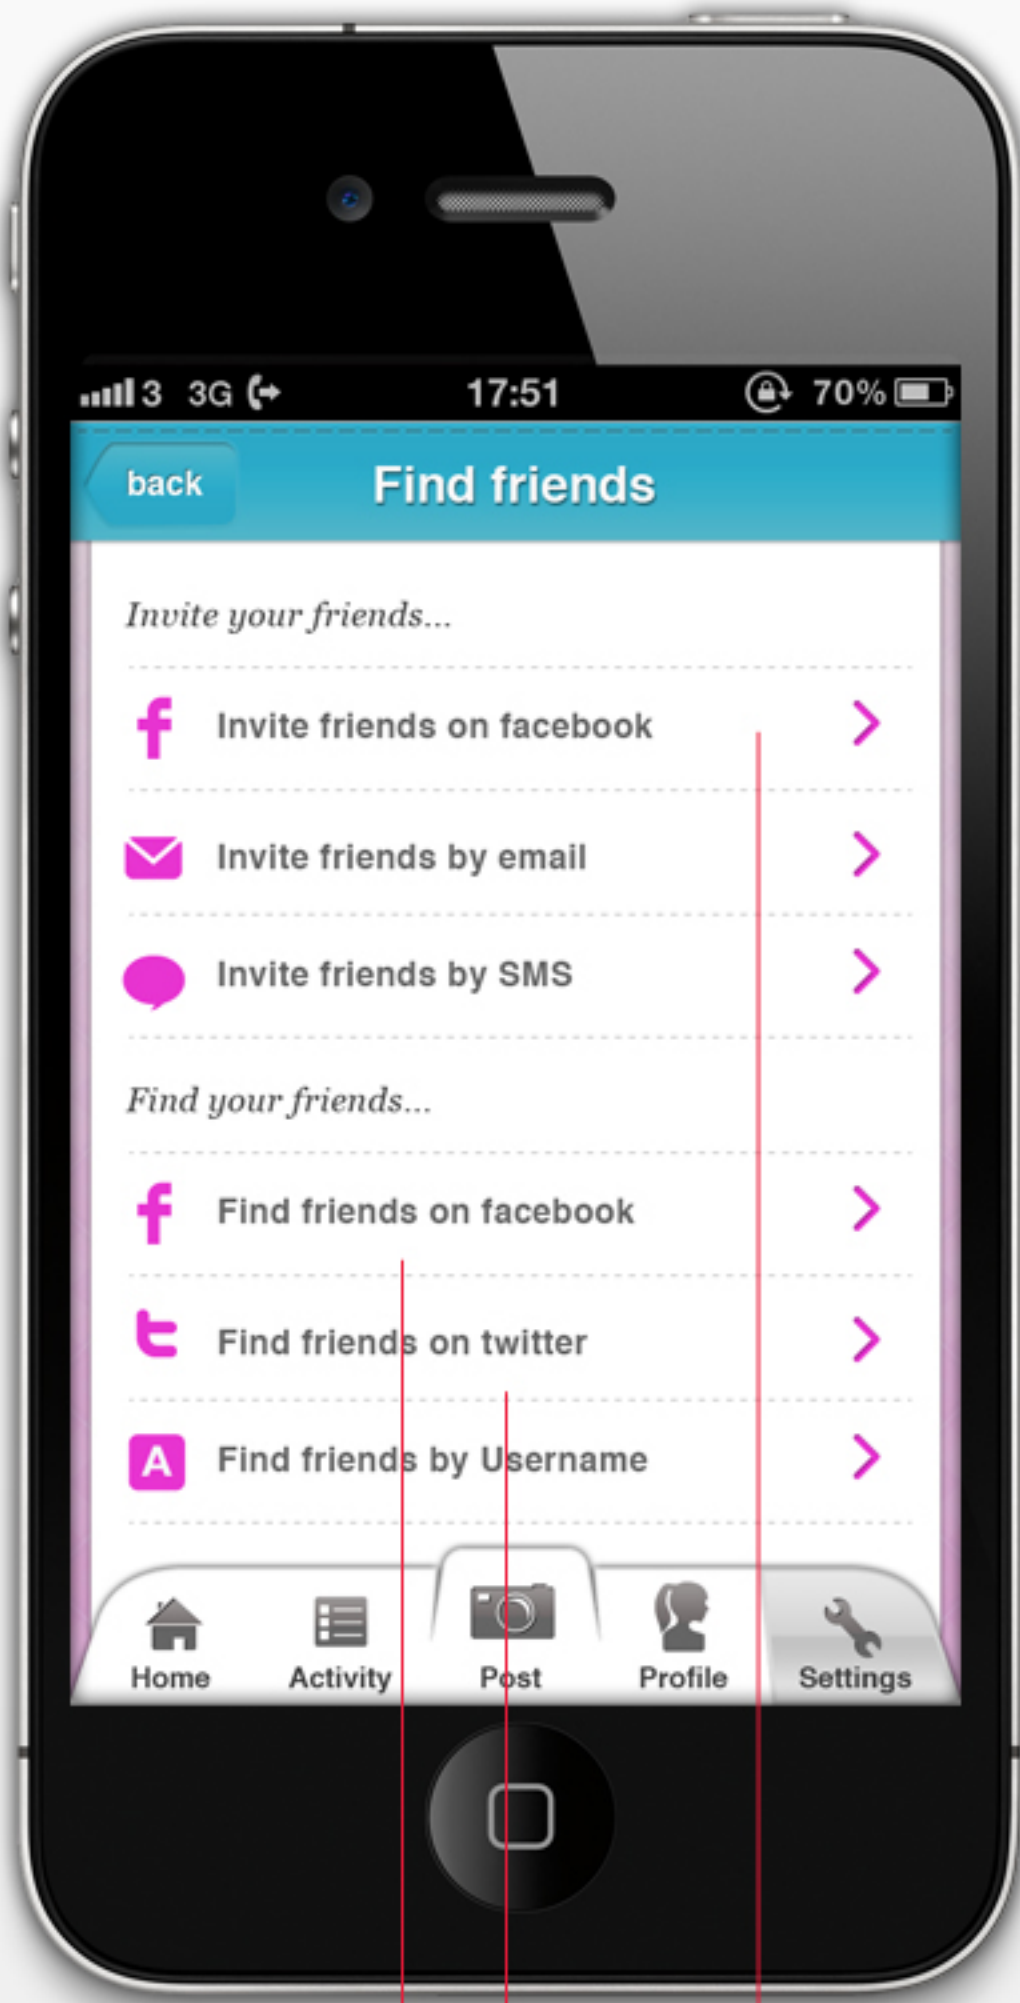 3 3G 17:51 70%
back Find friends
Invite your friends...
Invite friends on facebook
Invite friends by email
Invite friends by SMS
Find your friends...
Find friends on facebook
Find friends on twitter
A Find friends by Username
Home Activity Post Profile Settings